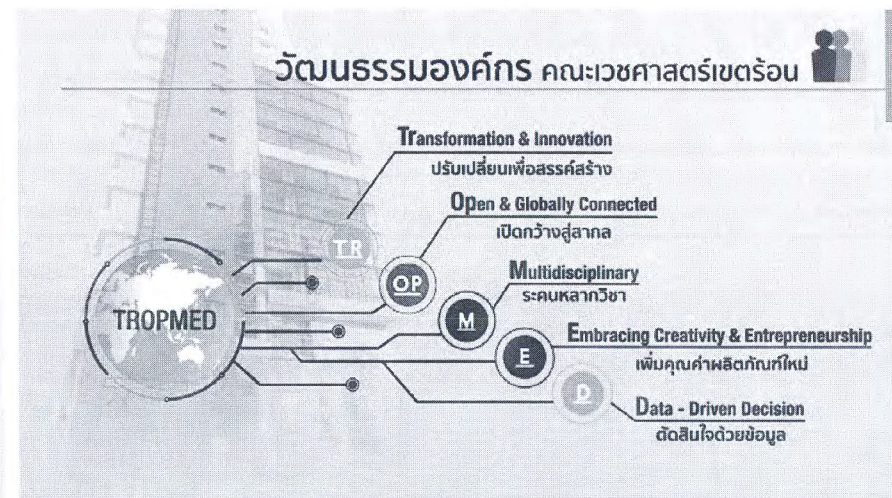 วัฒนธรรมองค์กร คณะเวชศาสตร์เขตร้อน
Transformation & Innovation
ปรับเปลี่ยนเพื่อสรรค์สร้าง
Open & Globally Connected
เปิดกว้างสู่สากล
TR
OP
Multidisciplinary
ระคนหลากวิชา
TROPMED
M
Embracing Creativity & Entrepreneurship
E
เพิ่มคุณค่าผลิตภัณฑ์ใหม่
D
Data - Driven Decision
ตัดสินใจด้วยข้อมูล